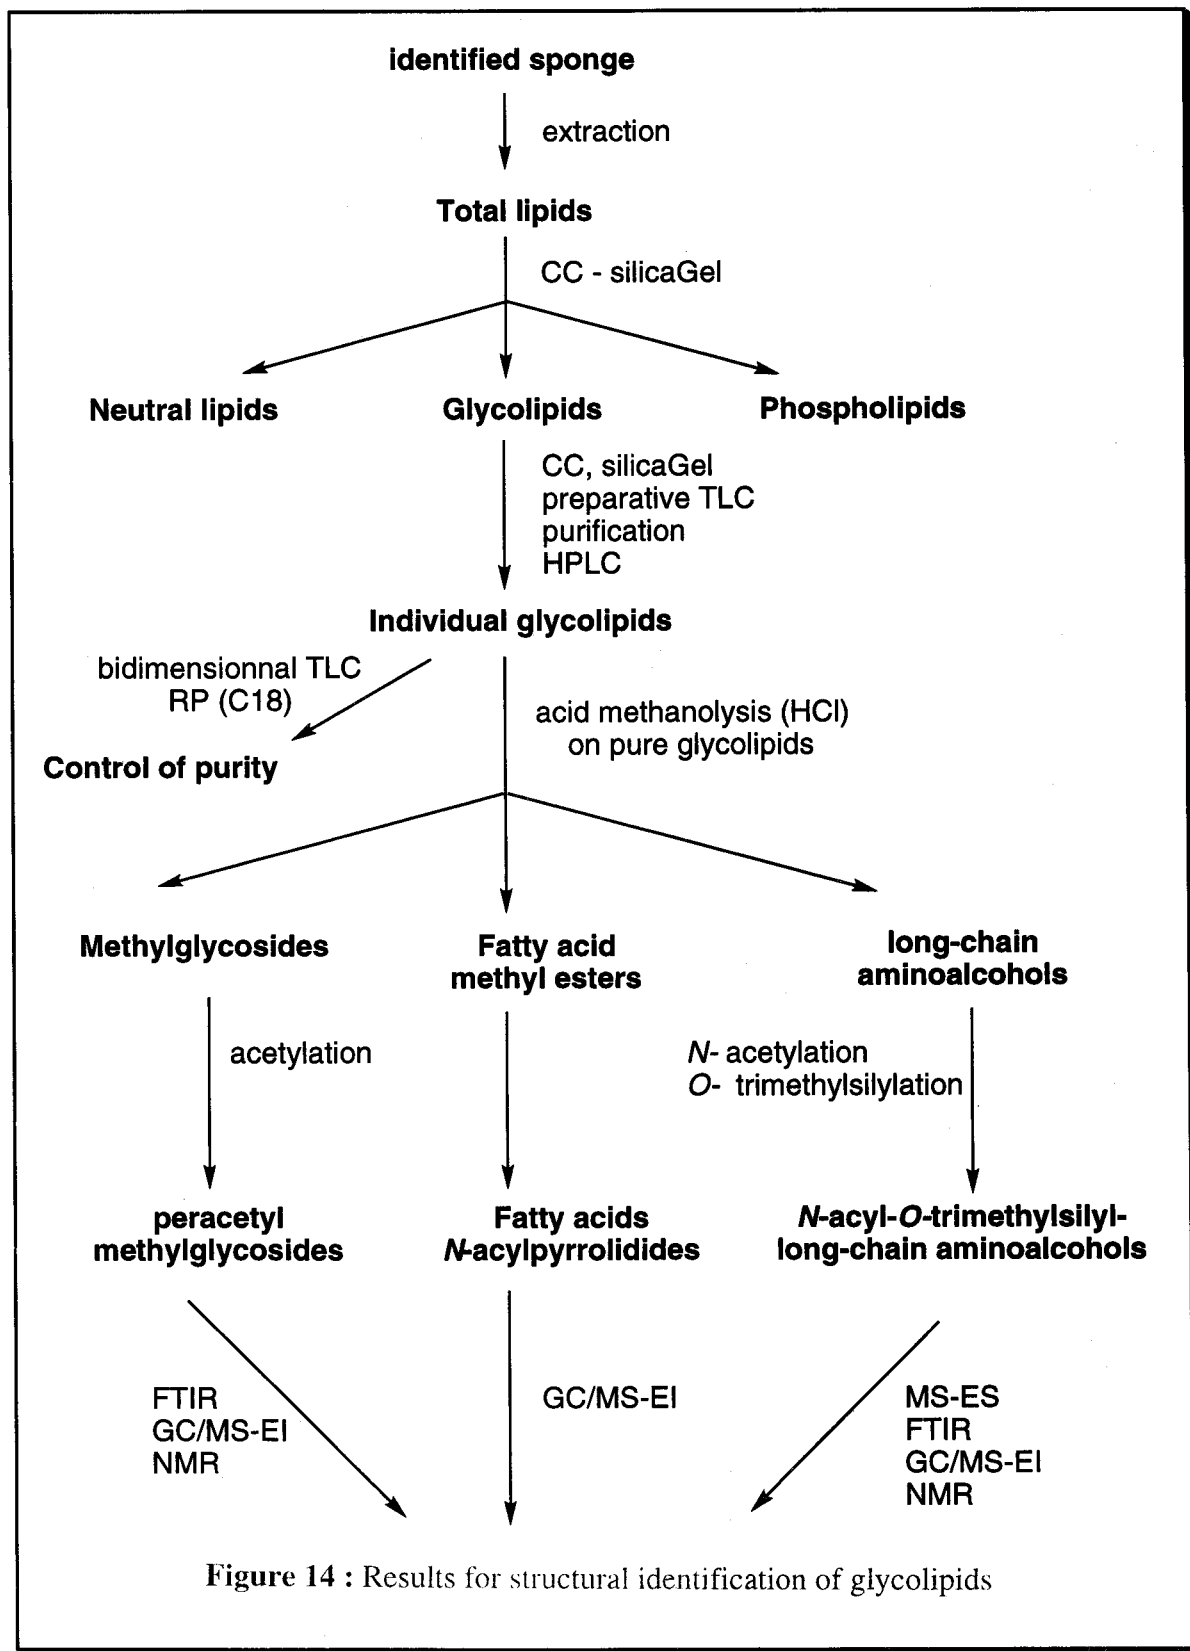 identified sponge
extraction
Total lipids
CC - silicaGel
Neutral lipids
Glycolipids
Phospholipids
CC, silicaGel
preparative TLC
purification
HPLC
Individual glycolipids
bidimensionnal TLC
RP (C18)
acid methanolysis (HCl)
on pure glycolipids
Control of purity
Methylglycosides
Fatty acid
methyl esters
long-chain
aminoalcohols
acetylation
N- acetylation
O- trimethylsilylation
peracetyl
methylglycosides
Fatty acids
N-acylpyrrolidides
N-acyl-O-trimethylsilyl-
long-chain aminoalcohols
FTIR
GC/MS-EI
NMR
GC/MS-EI
MS-ES
FTIR
GC/MS-EI
NMR
Figure 14 : Results for structural identification of glycolipids